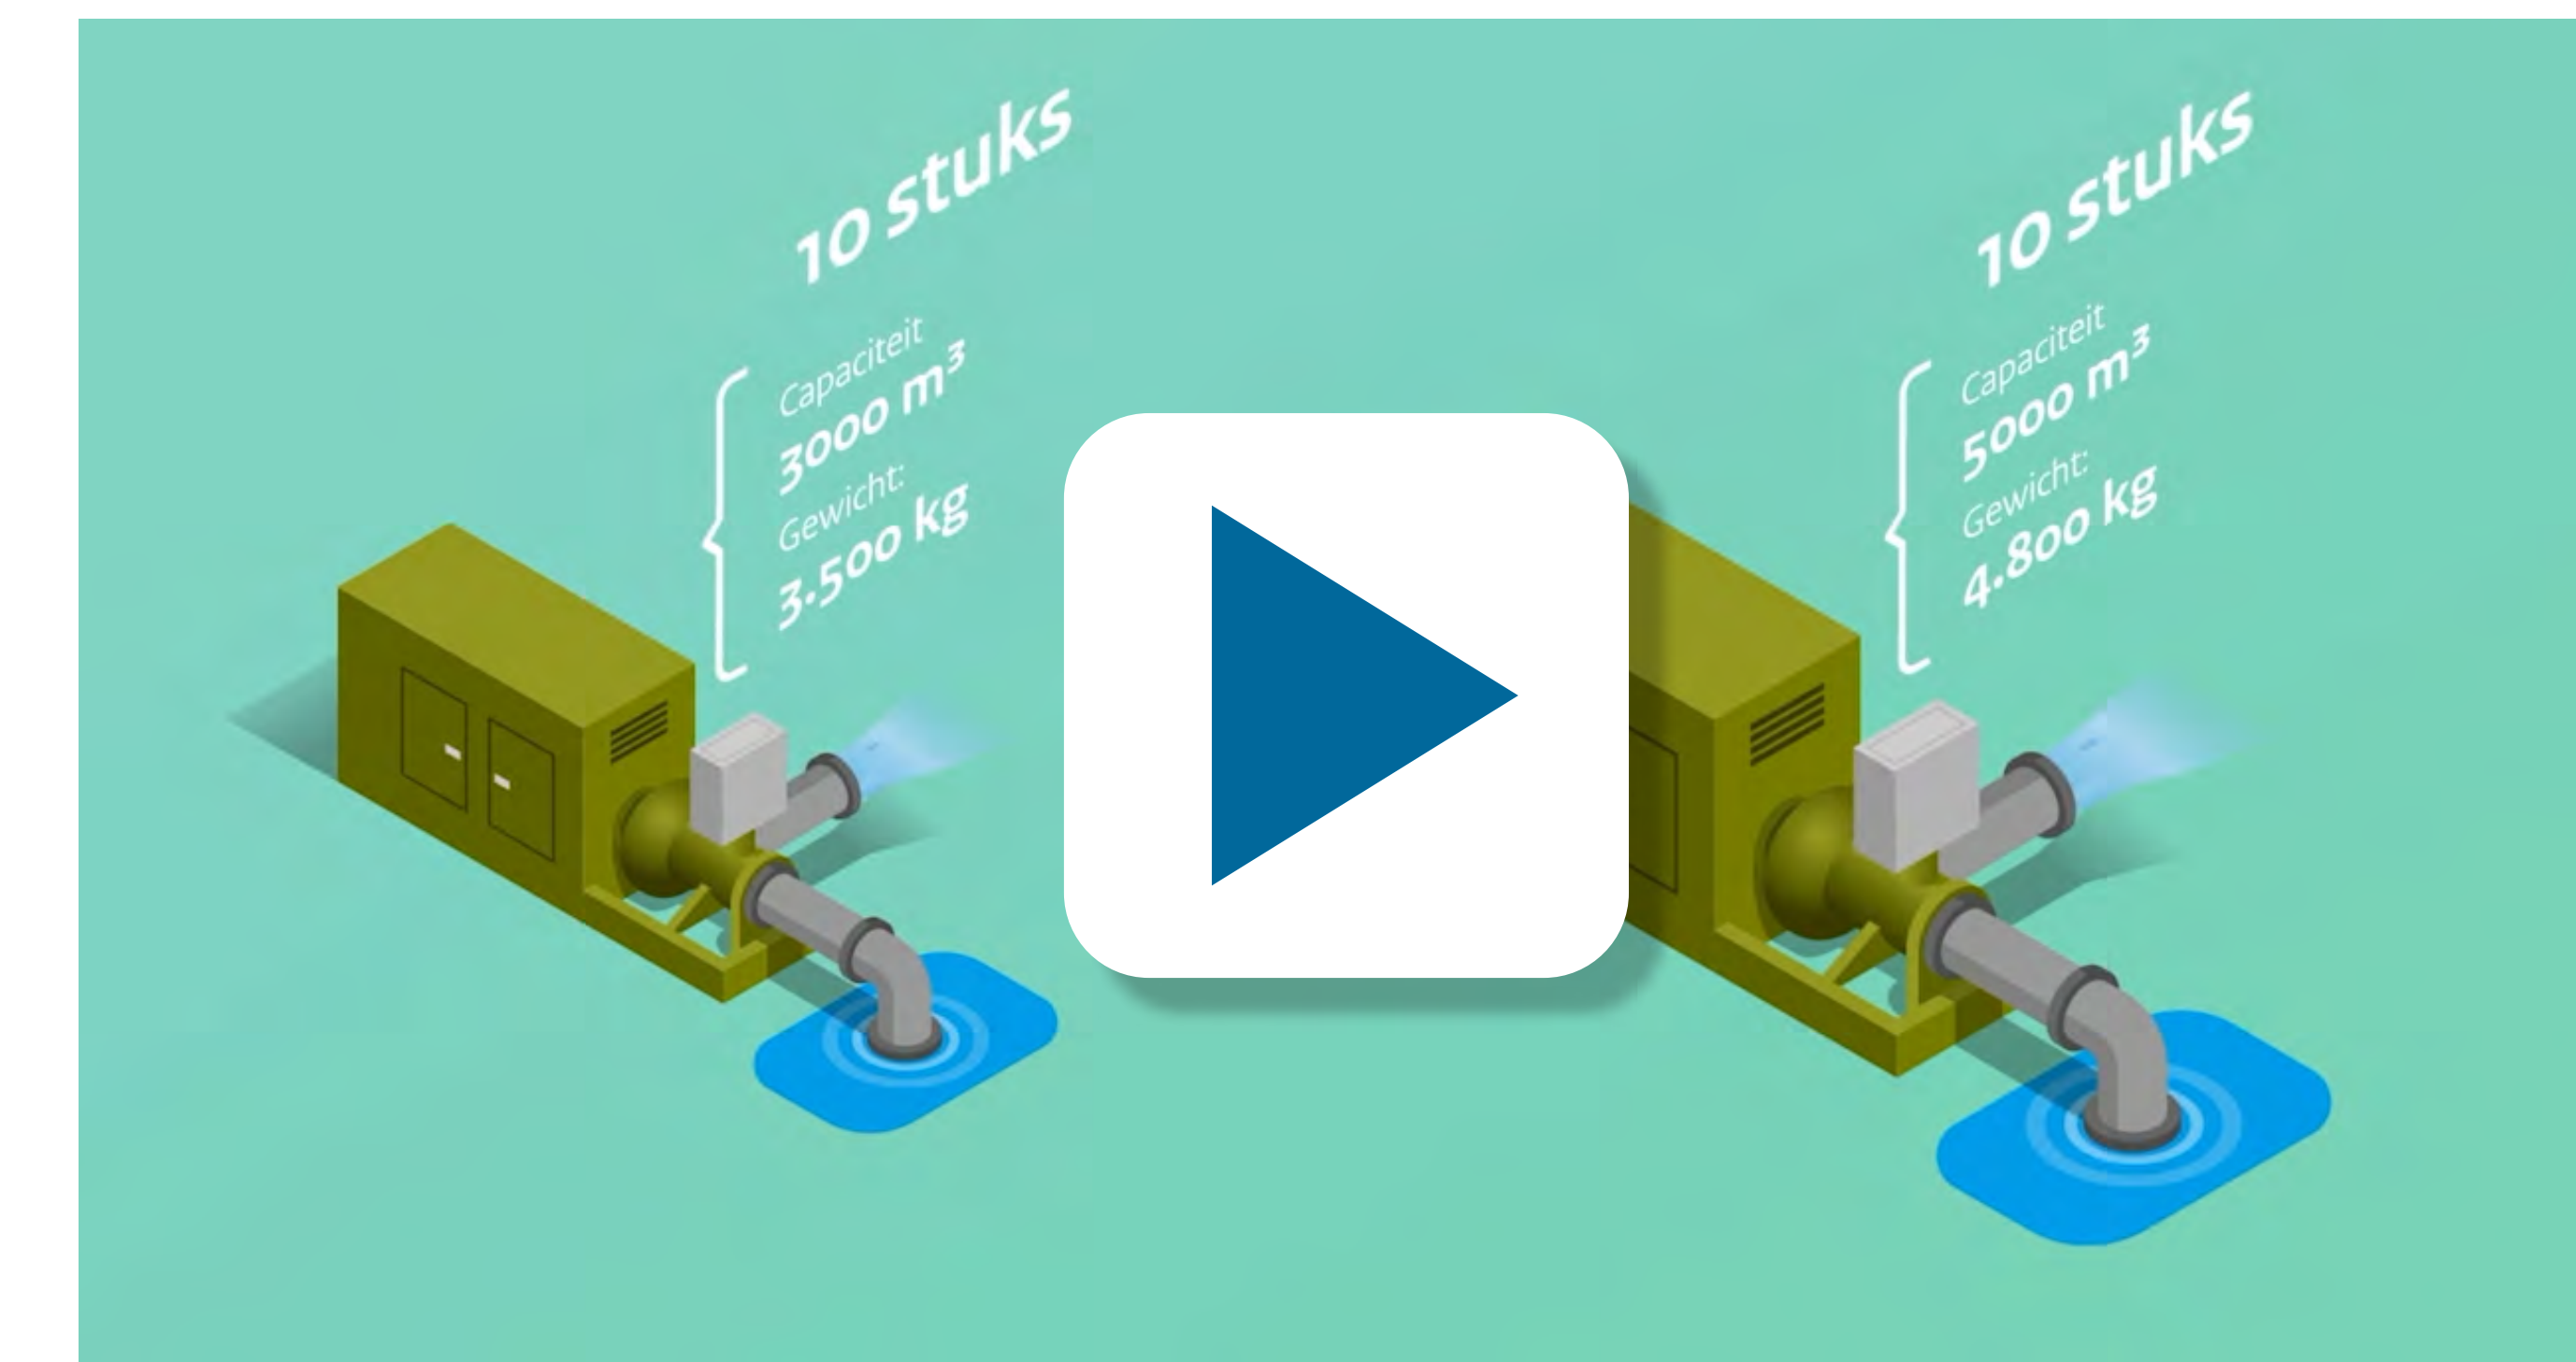 10 stuks
Capaciteit
3000 m³
Gewicht:
3.500 kg
10 stuks
Capaciteit
5000 m³
Gewicht:
4.800 kg